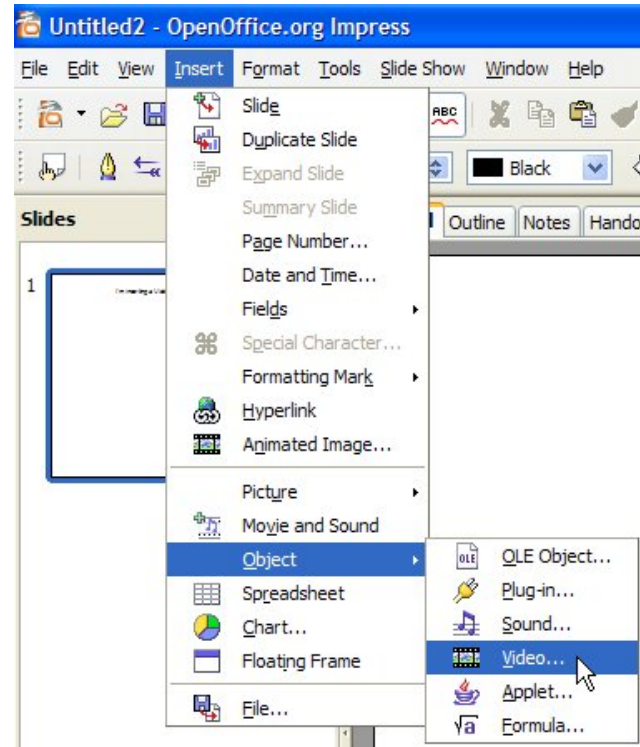 Untitled2 - OpenOffice.org Impress
File Edit View Insert Format Tools Slide Show Window Help
ABC
Black
Slides
Outline Notes Hando
1
Slide
Duplicate Slide
Expand Slide
Summary Slide
Page Number...
Date and Time...
Fields
Special Character...
Formatting Mark
Hyperlink
Animated Image...
Picture
Movie and Sound
Object
Spreadsheet
Chart...
Floating Frame
File...
OLE OLE Object...
Plug-in...
Sound...
Video...
Applet...
√a Formula...